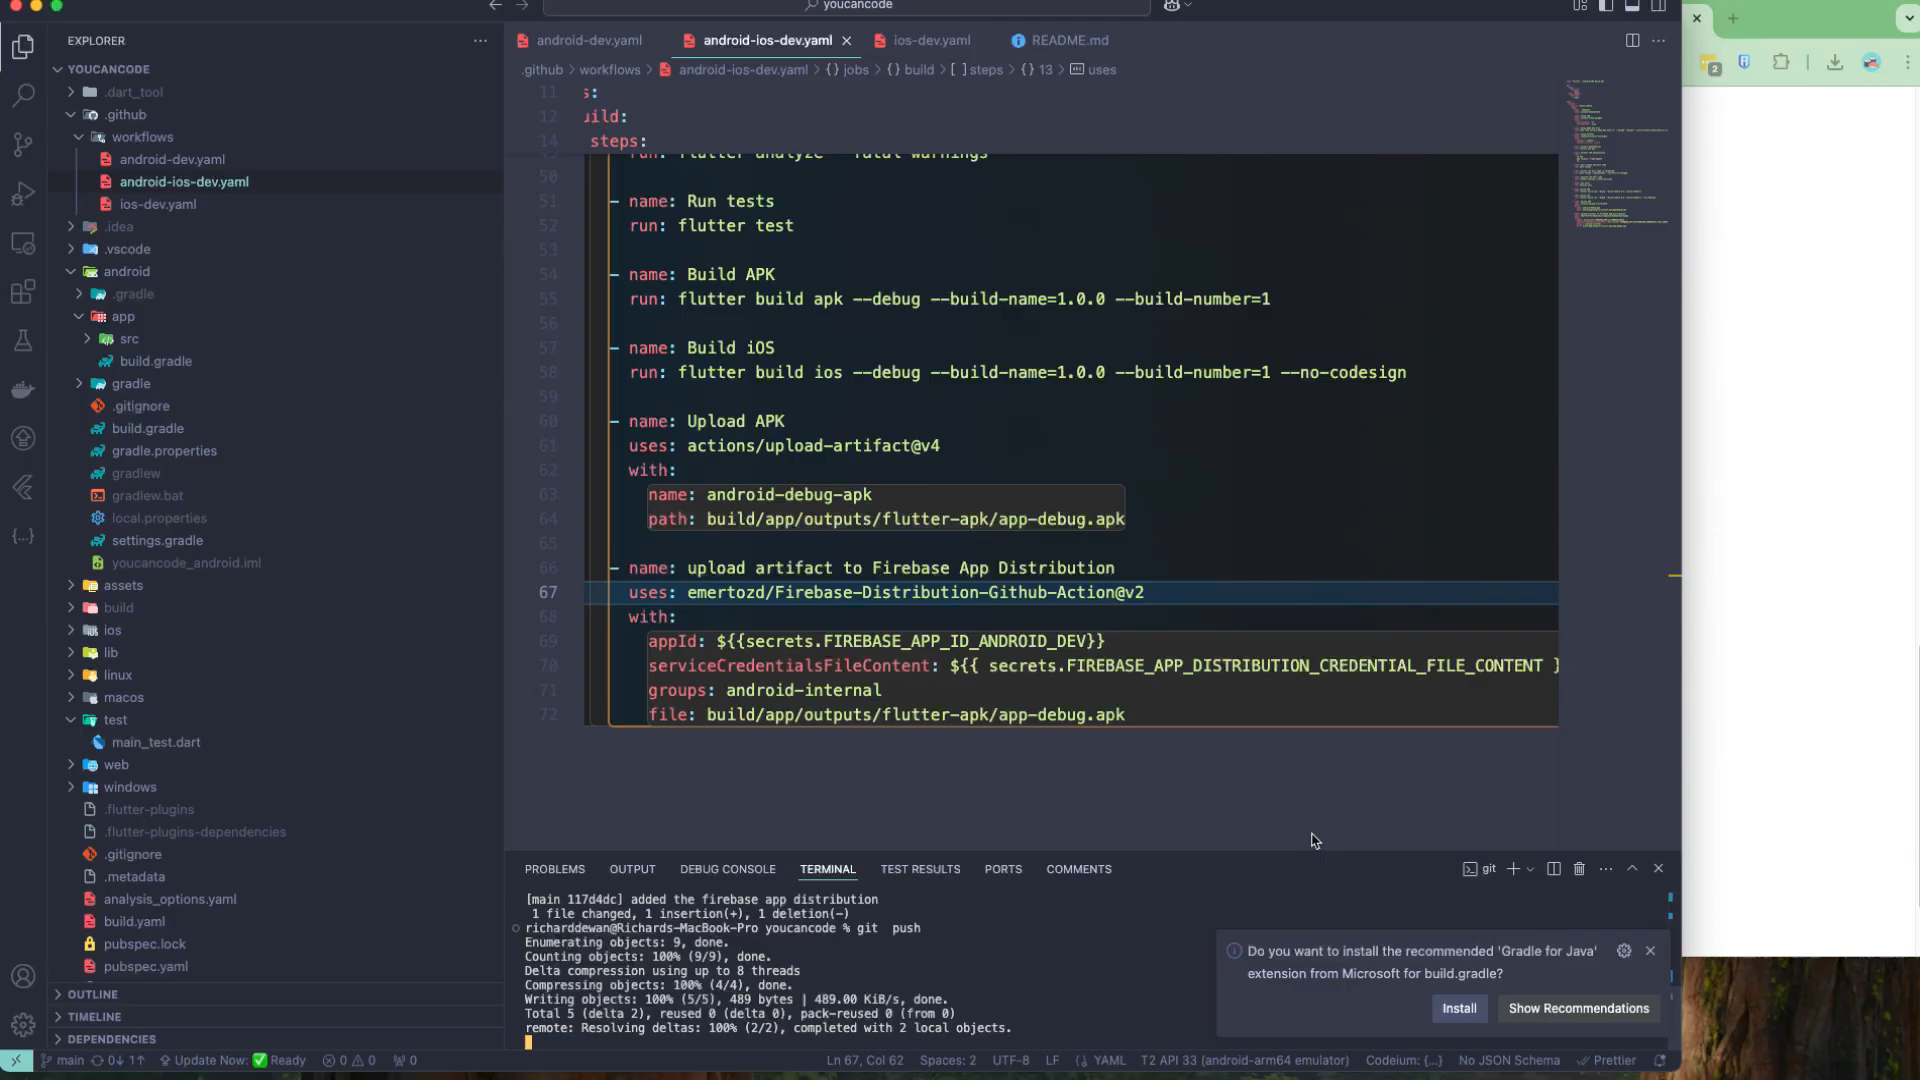 youcancode
EXPLORER
YOUCANCODE
.dart_tool
.github
workflows
android-dev.yaml
android-ios-dev.yaml
ios-dev.yaml
.idea
.vscode
android
.gradle
app
src
build.gradle
gradle
.gitignore
build.gradle
gradle.properties
gradlew
gradlew.bat
local.properties
settings.gradle
youcancode_android.iml
assets
build
ios
lib
linux
macos
test
main_test.dart
web
windows
.flutter-plugins
.flutter-plugins-dependencies
.gitignore
.metadata
analysis_options.yaml
build.yaml
pubspec.lock
pubspec.yaml
OUTLINE
TIMELINE
DEPENDENCIES
android-dev.yaml android-ios-dev.yaml ios-dev.yaml README.md
.github > workflows > android-ios-dev.yaml > {} jobs > {} build > [ ] steps > {} 13 > uses
11 s:
12 uild:
14 steps:
50
51 - name: Run tests
52 run: flutter test
53
54 - name: Build APK
55 run: flutter build apk --debug --build-name=1.0.0 --build-number=1
56
57 - name: Build iOS
58 run: flutter build ios --debug --build-name=1.0.0 --build-number=1 --no-codesign
59
60 - name: Upload APK
61 uses: actions/upload-artifact@v4
62 with:
63 name: android-debug-apk
64 path: build/app/outputs/flutter-apk/app-debug.apk
65
66 - name: upload artifact to Firebase App Distribution
67 uses: emertozd/Firebase-Distribution-Github-Action@v2
68 with:
69 appId: ${{secrets.FIREBASE_APP_ID_ANDROID_DEV}}
70 serviceCredentialsFileContent: ${{ secrets.FIREBASE_APP_DISTRIBUTION_CREDENTIAL_FILE_CONTENT }
71 groups: android-internal
72 file: build/app/outputs/flutter-apk/app-debug.apk
PROBLEMS OUTPUT DEBUG CONSOLE TERMINAL TEST RESULTS PORTS COMMENTS
git
[main 117d4dc] added the firebase app distribution
1 file changed, 1 insertion(+), 1 deletion(-)
richarddewan@Richards-MacBook-Pro youcancode % git  push
Enumerating objects: 9, done.
Counting objects: 100% (9/9), done.
Delta compression using up to 8 threads
Compressing objects: 100% (4/4), done.
Writing objects: 100% (5/5), 489 bytes | 489.00 KiB/s, done.
Total 5 (delta 2), reused 0 (delta 0), pack-reused 0 (from 0)
remote: Resolving deltas: 100% (2/2), completed with 2 local objects.
Do you want to install the recommended 'Gradle for Java'
extension from Microsoft for build.gradle?
Install Show Recommendations
main 0↓ 1↑ Update Now: ✅ Ready 0 0 0 Ln 67, Col 62 Spaces: 2 UTF-8 LF YAML T2 API 33 (android-arm64 emulator) Codeium: {...} No JSON Schema Prettier
2